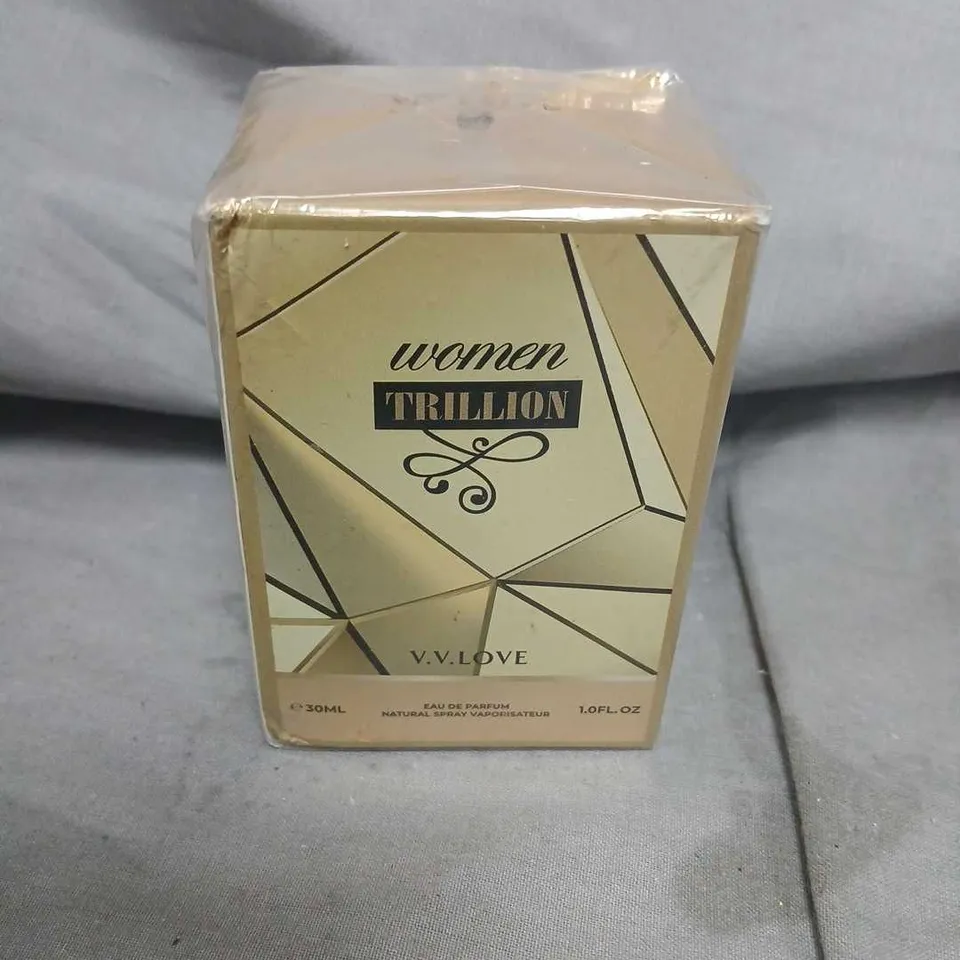 women
TRILLION
V.V.LOVE
℮30ML
EAU DE PARFUM
NATURAL SPRAY VAPORISATEUR
1.0FL.OZ